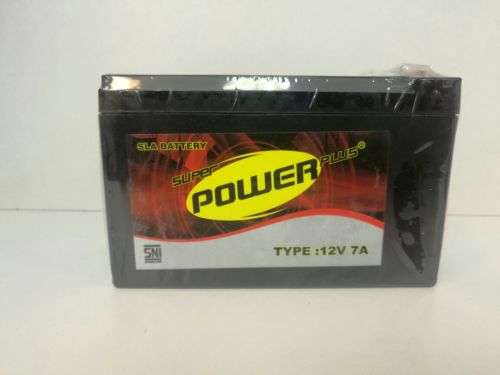 SLA BATTERY
SUPER
POWER
PLUS®
SNI
TYPE :12V 7A